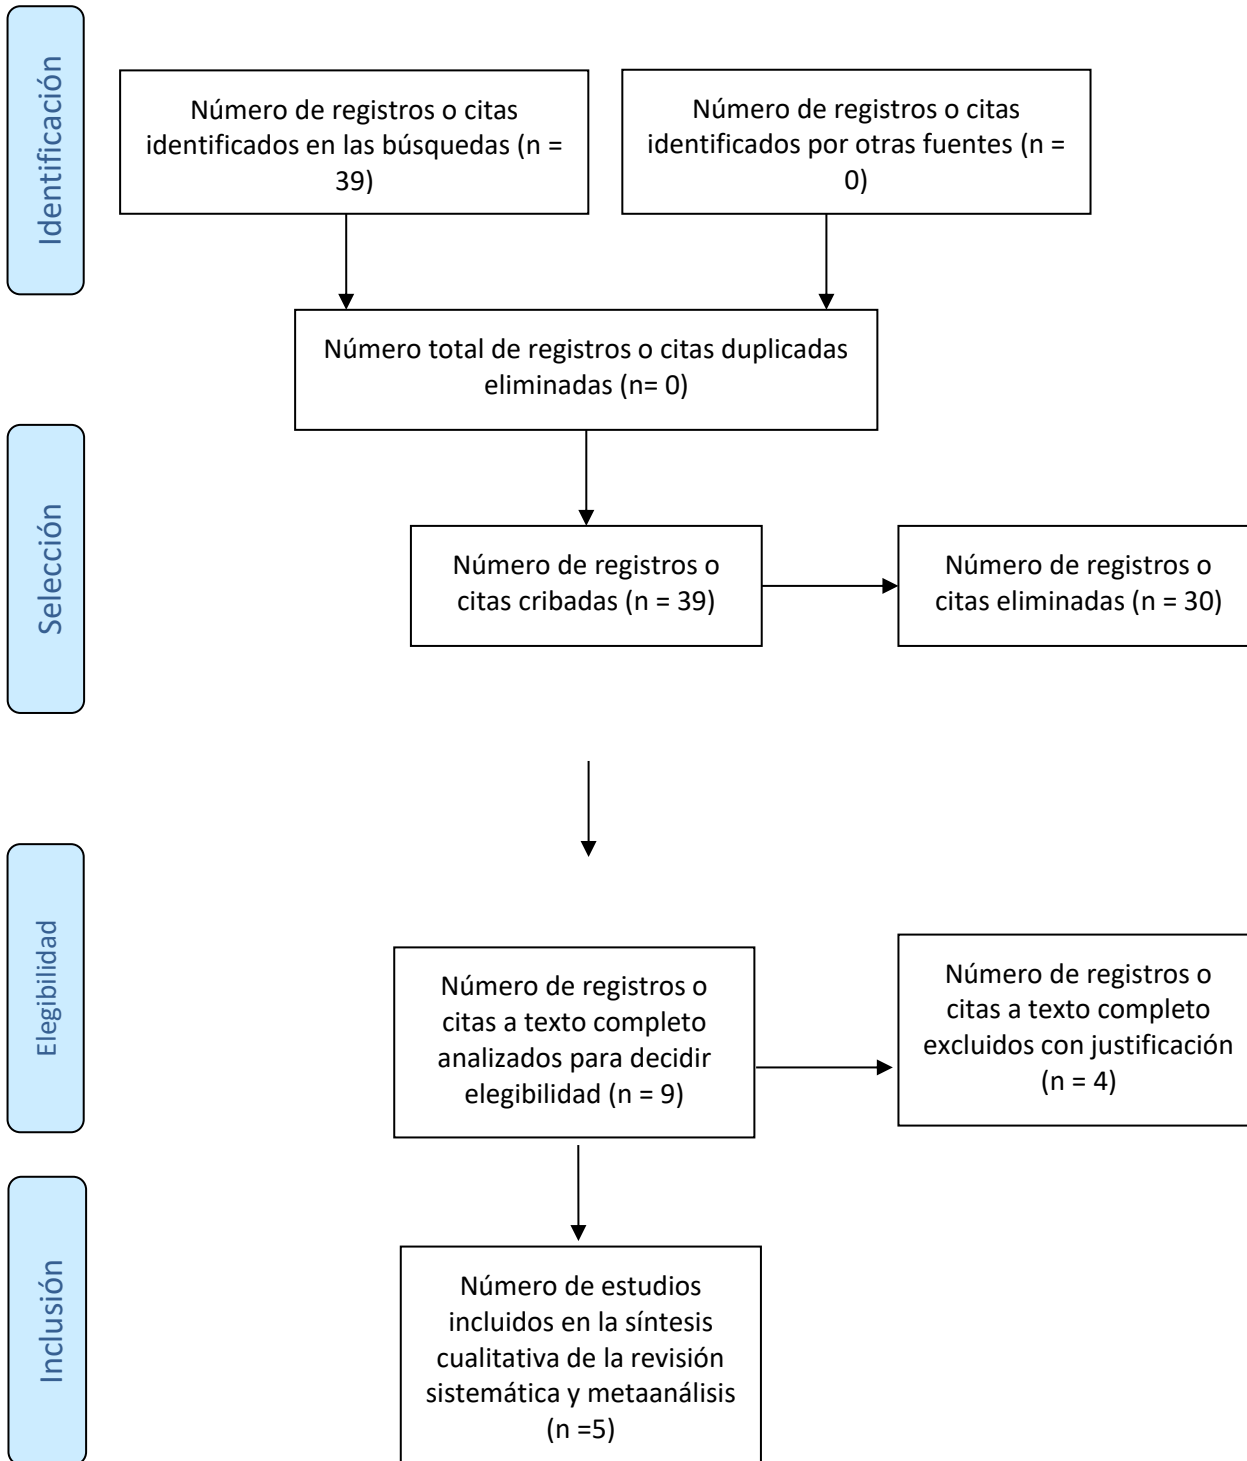 Identificación
Número de registros o citas
identificados en las búsquedas (n =
39)
Número de registros o citas
identificados por otras fuentes (n =
0)
Número total de registros o citas duplicadas
eliminadas (n= 0)
Selección
Número de registros o
citas cribadas (n = 39)
Número de registros o
citas eliminadas (n = 30)
Elegibilidad
Número de registros o
citas a texto completo
analizados para decidir
elegibilidad (n = 9)
Número de registros o
citas a texto completo
excluidos con justificación
(n = 4)
Inclusión
Número de estudios
incluidos en la síntesis
cualitativa de la revisión
sistemática y metaanálisis
(n =5)